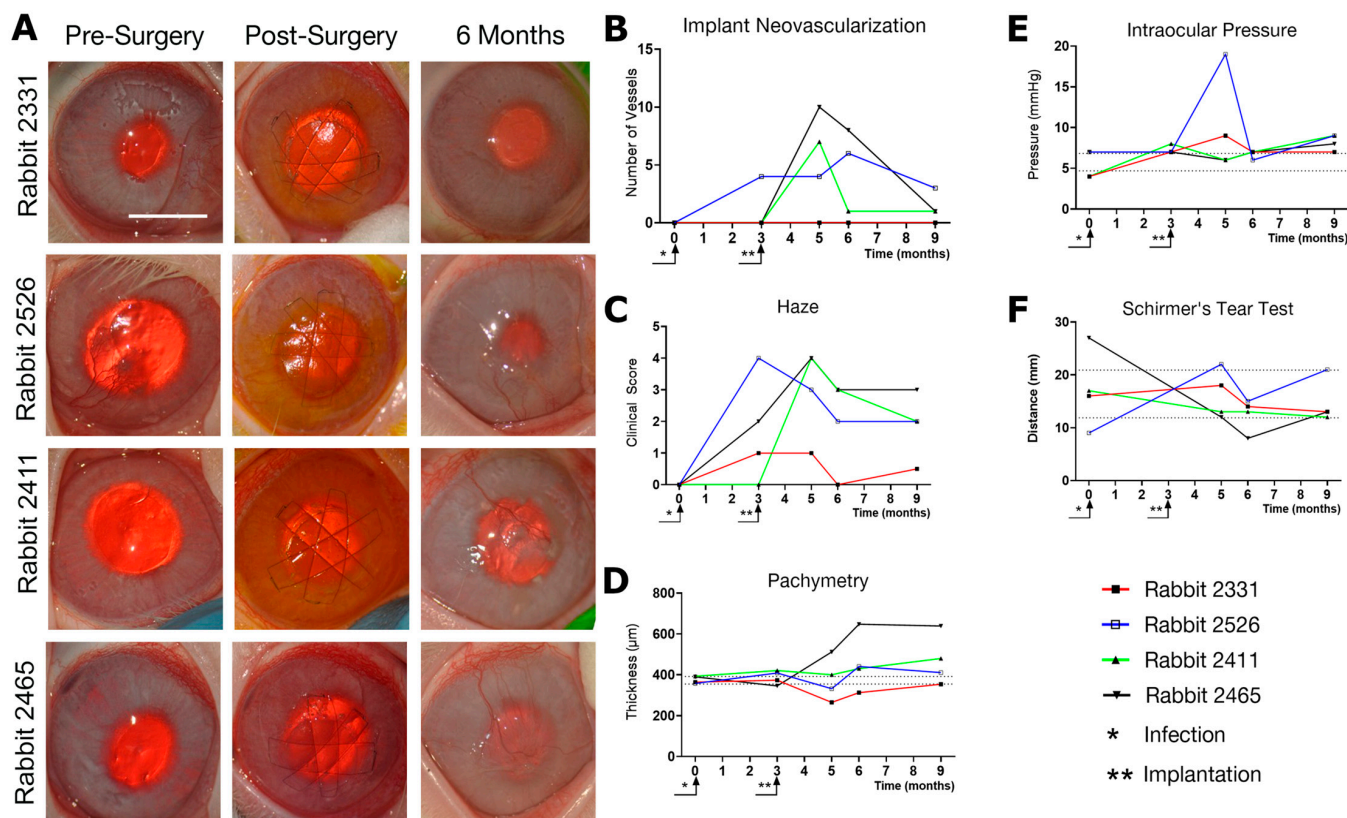 A
Pre-Surgery
Post-Surgery
6 Months
Rabbit 2331
Rabbit 2526
Rabbit 2411
Rabbit 2465
B
Implant Neovascularization
Number of Vessels
15
10
5
0
0 1 2 3 4 5 6 7 8 9
* ** Time (months)
C
Haze
Clinical Score
5
4
3
2
1
0
0 1 2 3 4 5 6 7 8 9
* ** Time (months)
D
Pachymetry
Thickness (µm)
800
600
400
200
0
0 1 2 3 4 5 6 7 8 9
* ** Time (months)
E
Intraocular Pressure
Pressure (mmHg)
20
15
10
5
0
0 1 2 3 4 5 6 7 8 9
* ** Time (months)
F
Schirmer's Tear Test
Distance (mm)
30
20
10
0
0 1 2 3 4 5 6 7 8 9
* ** Time (months)
Rabbit 2331
Rabbit 2526
Rabbit 2411
Rabbit 2465
* Infection
** Implantation